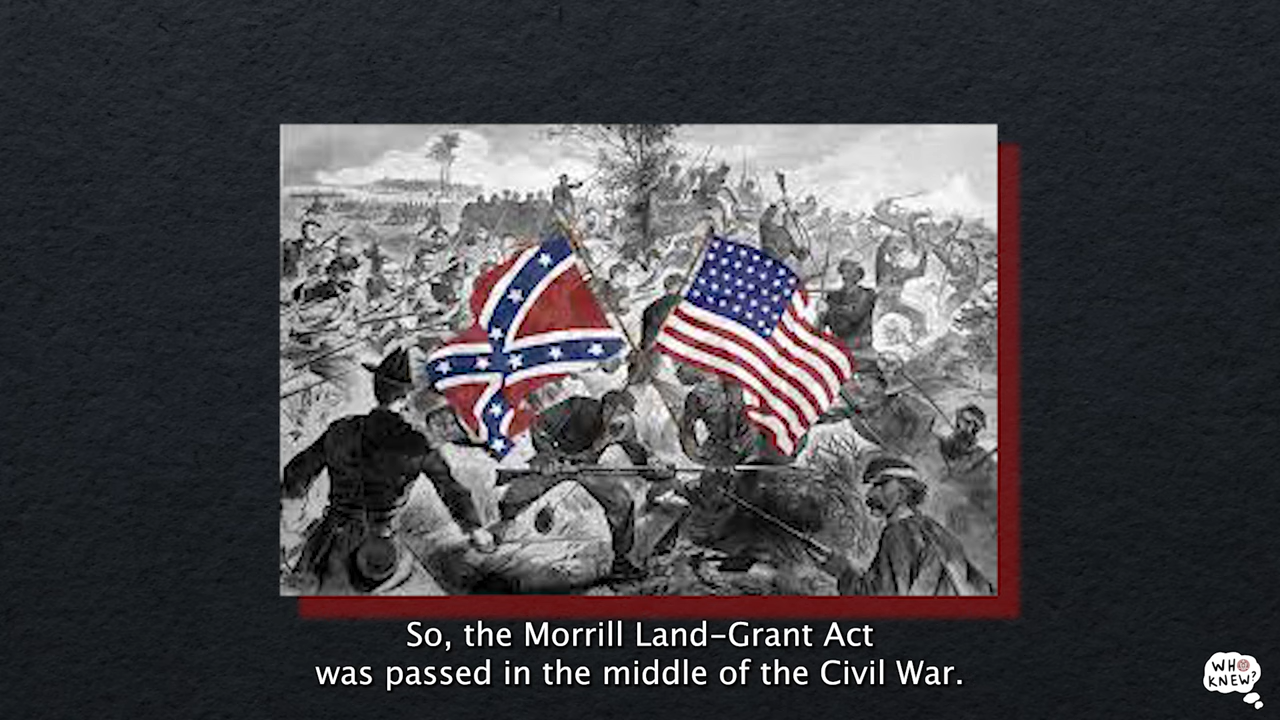 So, the Morrill Land-Grant Act
was passed in the middle of the Civil War.
WHO
KNEW?